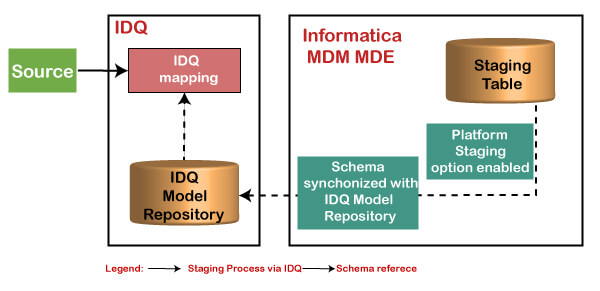 IDQ
Source
IDQ
mapping
IDQ
Model
Repository
Informatica
MDM MDE
Staging
Table
Platform
Staging
option enabled
Schema
synchonized with
IDQ Model
Repository
Legend: Staging Process via IDQ Schema referece